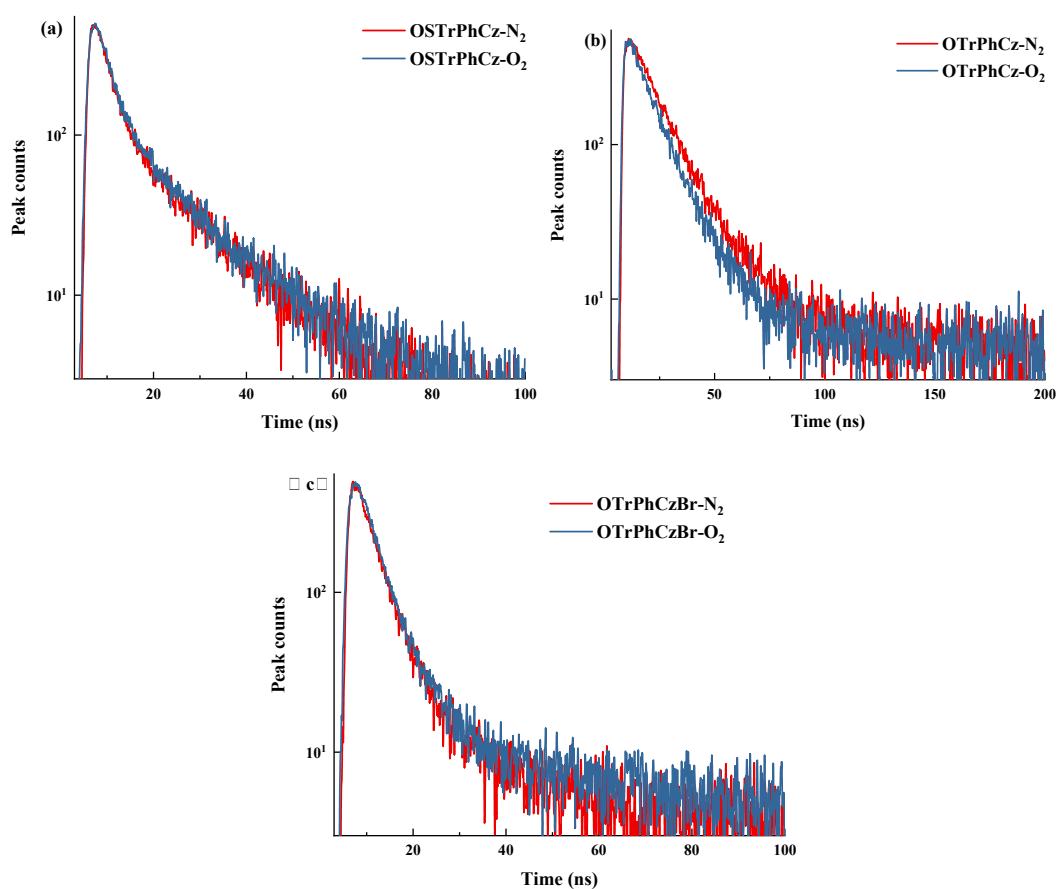 (a)
OSTrPhCz-N₂
OSTrPhCz-O₂
Peak counts
10²
10¹
20 40 60 80 100
Time (ns)
(b)
OTrPhCz-N₂
OTrPhCz-O₂
Peak counts
10²
10¹
50 100 150 200
Time (ns)
□ c□
OTrPhCzBr-N₂
OTrPhCzBr-O₂
Peak counts
10²
10¹
20 40 60 80 100
Time (ns)